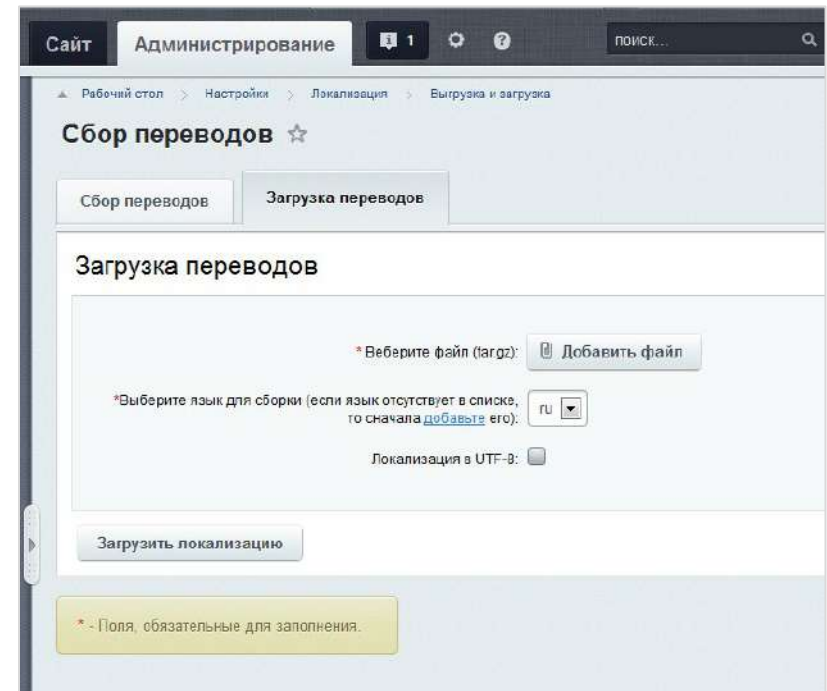 Сайт Администрирование 1 поиск...
Рабочий стол > Настройки > Локализация > Выгрузка и загрузка
Сбор переводов
Сбор переводов Загрузка переводов
Загрузка переводов
* Веберите файл (tar.gz): Добавить файл
*Выберите язык для сборки (если язык отсутствует в списке,
то сначала добавьте его): ru
Локализация в UTF-8:
Загрузить локализацию
* - Поля, обязательные для заполнения.